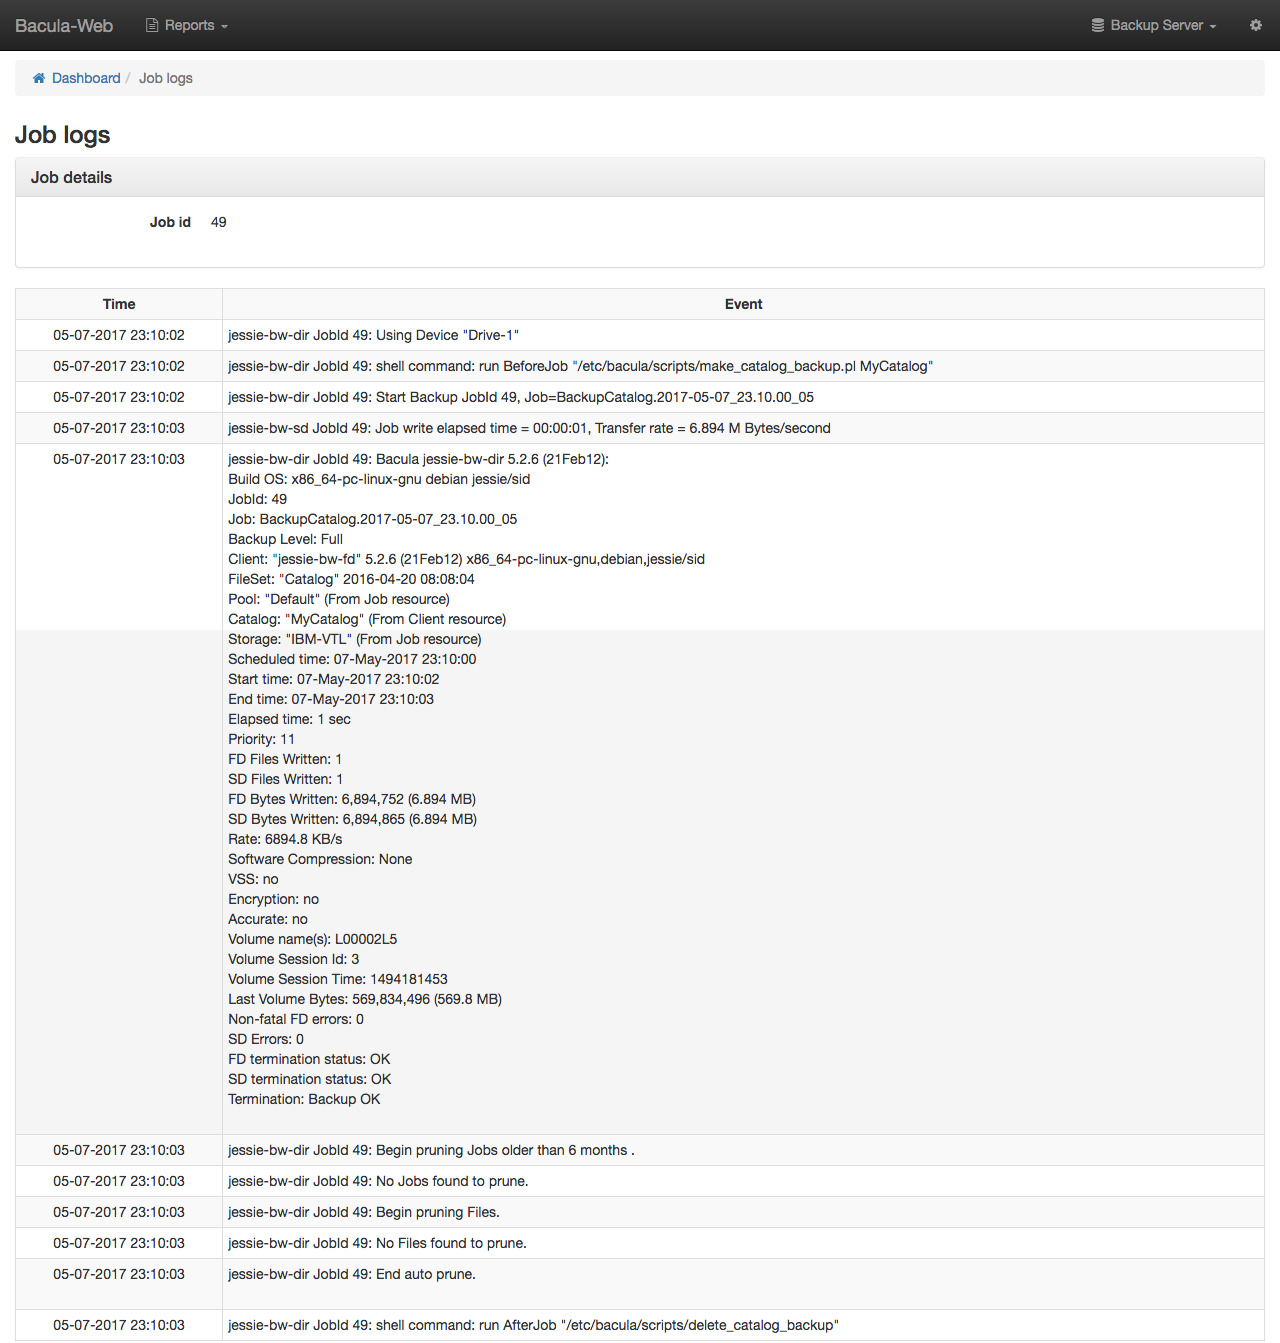 Bacula-Web Reports Backup Server
Dashboard / Job logs
Job logs
Job details
Job id 49
Time Event
05-07-2017 23:10:02 jessie-bw-dir JobId 49: Using Device "Drive-1"
05-07-2017 23:10:02 jessie-bw-dir JobId 49: shell command: run BeforeJob "/etc/bacula/scripts/make_catalog_backup.pl MyCatalog"
05-07-2017 23:10:02 jessie-bw-dir JobId 49: Start Backup JobId 49, Job=BackupCatalog.2017-05-07_23.10.00_05
05-07-2017 23:10:03 jessie-bw-sd JobId 49: Job write elapsed time = 00:00:01, Transfer rate = 6.894 M Bytes/second
05-07-2017 23:10:03 jessie-bw-dir JobId 49: Bacula jessie-bw-dir 5.2.6 (21Feb12):
Build OS: x86_64-pc-linux-gnu debian jessie/sid
JobId: 49
Job: BackupCatalog.2017-05-07_23.10.00_05
Backup Level: Full
Client: "jessie-bw-fd" 5.2.6 (21Feb12) x86_64-pc-linux-gnu,debian,jessie/sid
FileSet: "Catalog" 2016-04-20 08:08:04
Pool: "Default" (From Job resource)
Catalog: "MyCatalog" (From Client resource)
Storage: "IBM-VTL" (From Job resource)
Scheduled time: 07-May-2017 23:10:00
Start time: 07-May-2017 23:10:02
End time: 07-May-2017 23:10:03
Elapsed time: 1 sec
Priority: 11
FD Files Written: 1
SD Files Written: 1
FD Bytes Written: 6,894,752 (6.894 MB)
SD Bytes Written: 6,894,865 (6.894 MB)
Rate: 6894.8 KB/s
Software Compression: None
VSS: no
Encryption: no
Accurate: no
Volume name(s): L00002L5
Volume Session Id: 3
Volume Session Time: 1494181453
Last Volume Bytes: 569,834,496 (569.8 MB)
Non-fatal FD errors: 0
SD Errors: 0
FD termination status: OK
SD termination status: OK
Termination: Backup OK
05-07-2017 23:10:03 jessie-bw-dir JobId 49: Begin pruning Jobs older than 6 months .
05-07-2017 23:10:03 jessie-bw-dir JobId 49: No Jobs found to prune.
05-07-2017 23:10:03 jessie-bw-dir JobId 49: Begin pruning Files.
05-07-2017 23:10:03 jessie-bw-dir JobId 49: No Files found to prune.
05-07-2017 23:10:03 jessie-bw-dir JobId 49: End auto prune.
05-07-2017 23:10:03 jessie-bw-dir JobId 49: shell command: run AfterJob "/etc/bacula/scripts/delete_catalog_backup"